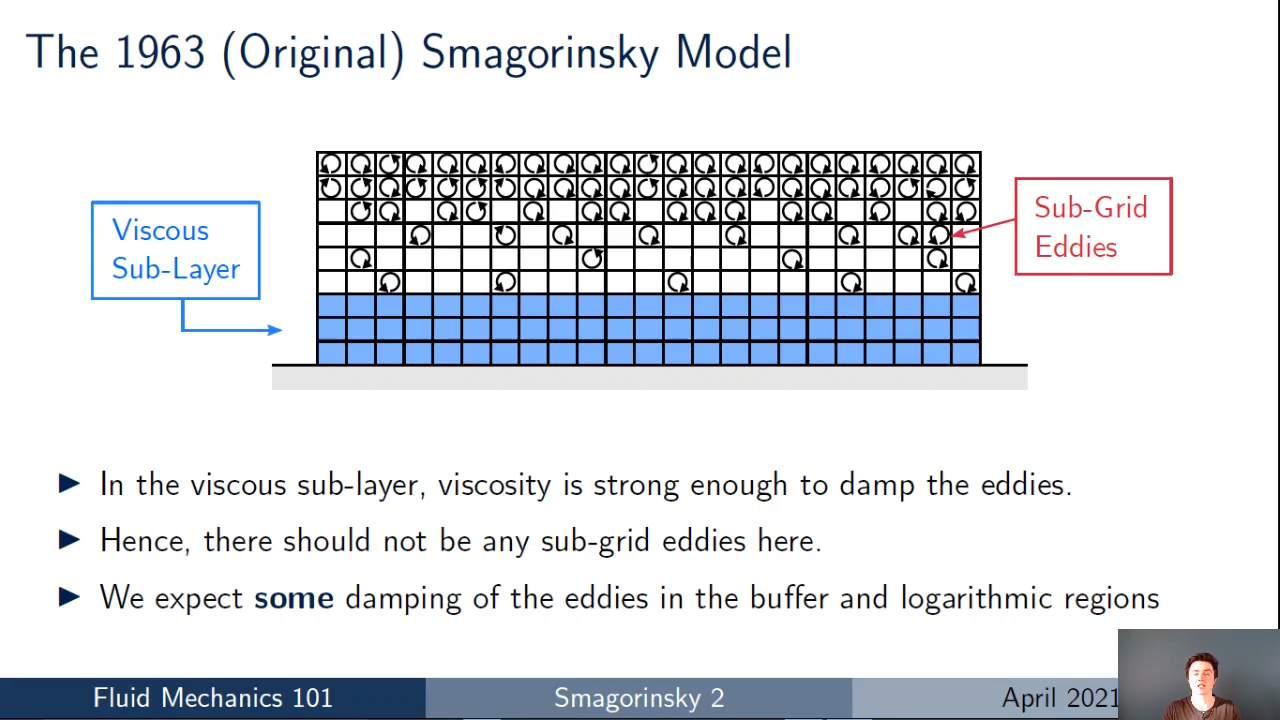 The 1963 (Original) Smagorinsky Model
Viscous
Sub-Layer
Sub-Grid
Eddies
In the viscous sub-layer, viscosity is strong enough to damp the eddies.
Hence, there should not be any sub-grid eddies here.
We expect some damping of the eddies in the buffer and logarithmic regions
Fluid Mechanics 101
Smagorinsky 2
April 2021